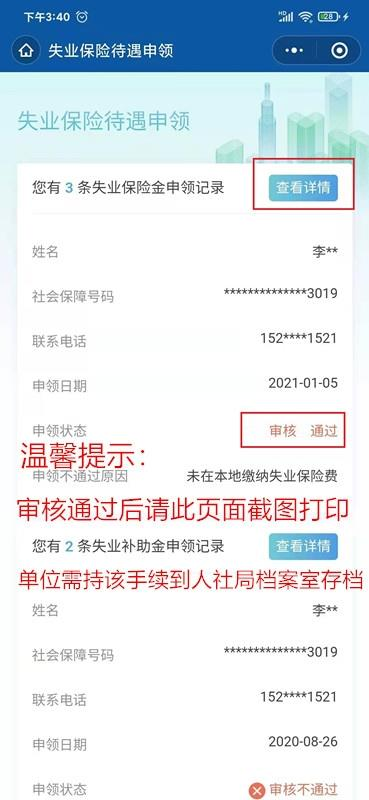 下午3:40
HD
28
失业保险待遇申领
失业保险待遇申领
您有 3 条失业保险金申领记录
查看详情
姓名
李**
社会保障号码
**************3019
联系电话
152****1521
申领日期
2021-01-05
申领状态
审核 通过
温馨提示：
申领不通过原因
未在本地缴纳失业保险费
审核通过后请此页面截图打印
您有 2 条失业补助金申领记录
查看详情
单位需持该手续到人社局档案室存档
姓名
李**
社会保障号码
**************3019
联系电话
152****1521
申领日期
2020-08-26
申领状态
审核不通过